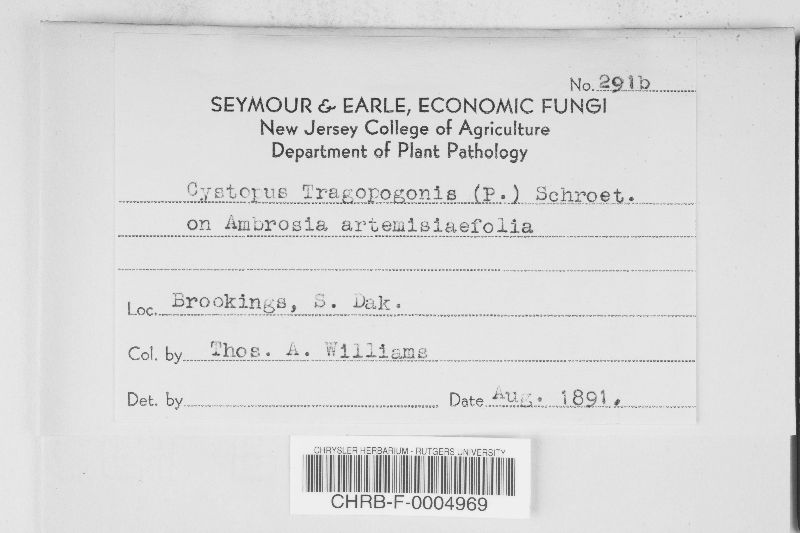 No. 291b
SEYMOUR & EARLE, ECONOMIC FUNGI
New Jersey College of Agriculture
Department of Plant Pathology
Cystopus Tragopogonis (P.) Schroet.
on Ambrosia artemisiaefolia
Loc. Brookings, S. Dak.
Col. by Thos. A. Williams
Det. by
Date Aug. 1891.
CHRYSLER HERBARIUM - RUTGERS UNIVERSITY
CHRB-F-0004969